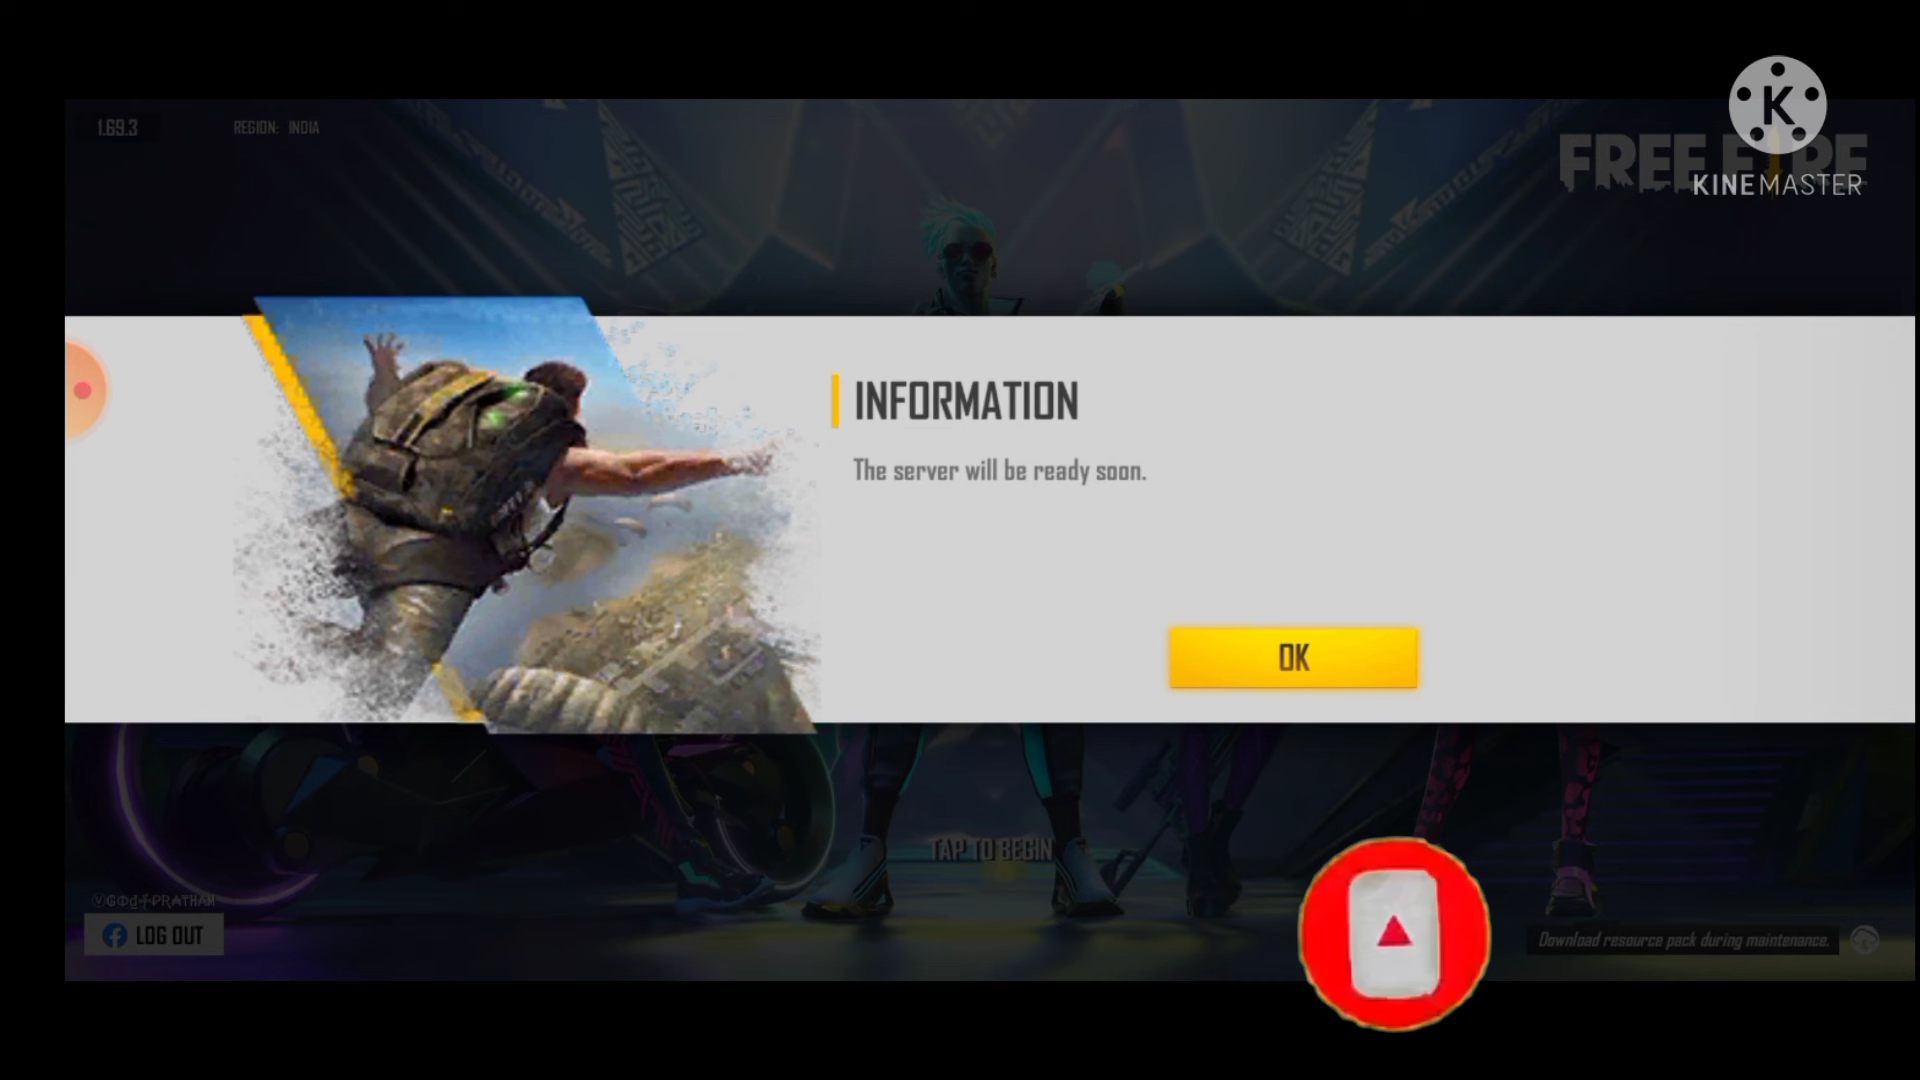 1.69.3
REGION: INDIA
FREE FIRE
K
KINEMASTER
INFORMATION
The server will be ready soon.
OK
TAP TO BEGIN
LOG OUT
Download resource pack during maintenance.